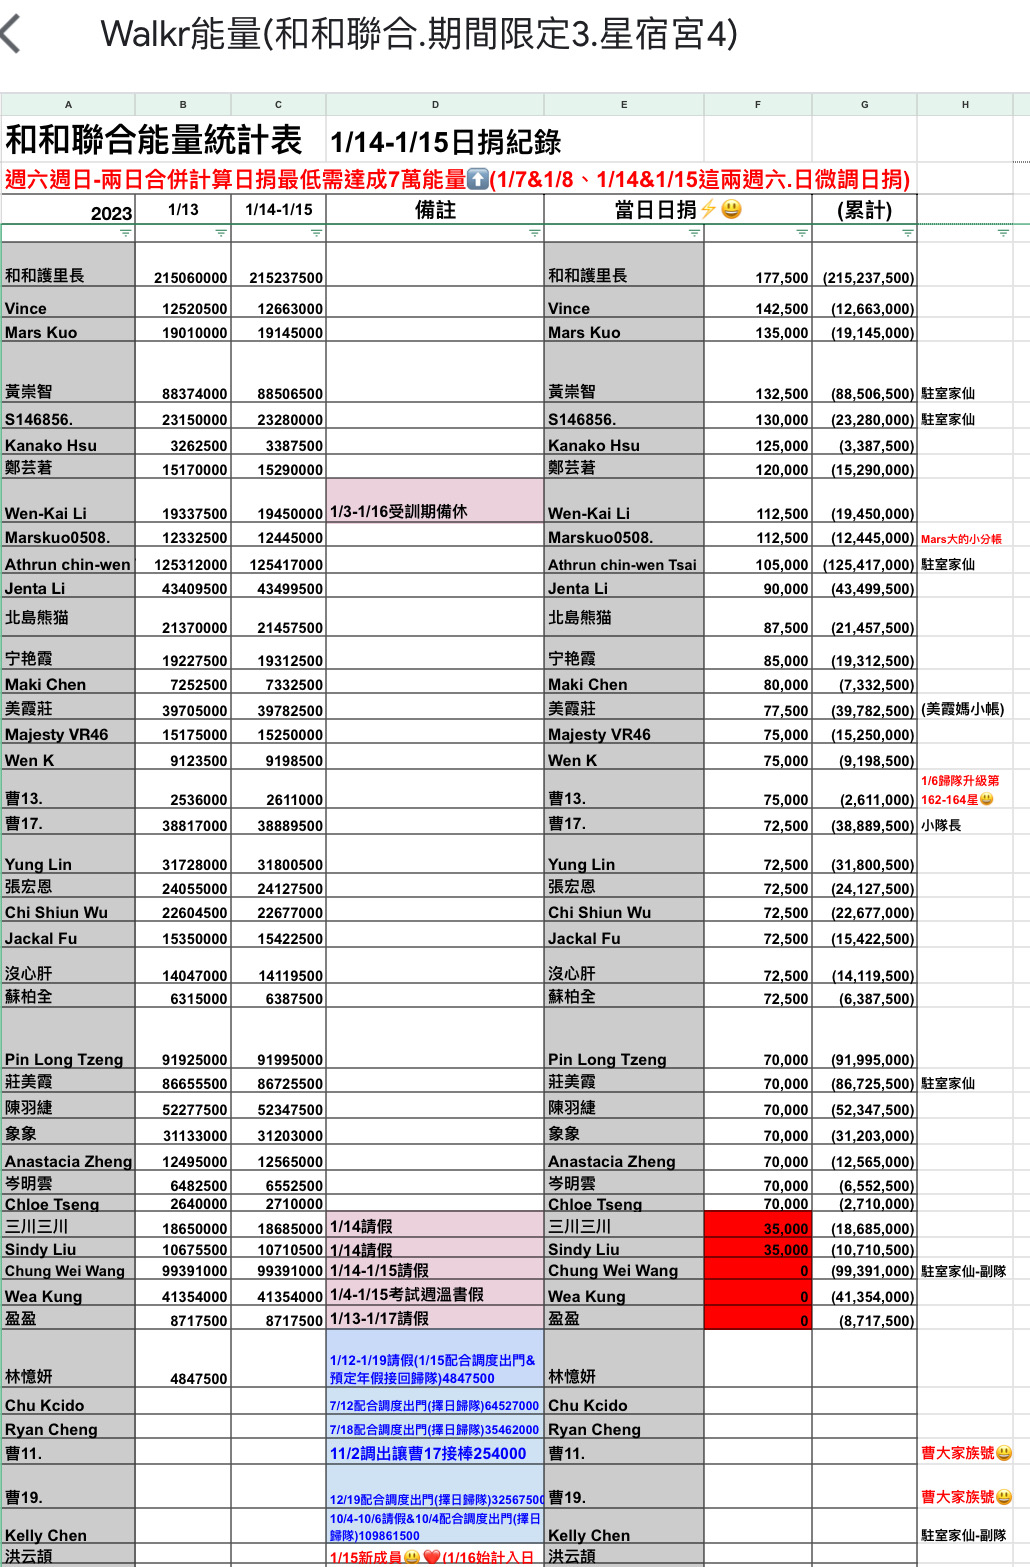 Walkr能量(和和聯合.期間限定3.星宿宮4)
A B C D E F G H
和和聯合能量統計表 1/14-1/15日捐紀錄
週六週日-兩日合併計算日捐最低需達成7萬能量⬆️(1/7&1/8、1/14&1/15這兩週六.日微調日捐)
2023 1/13 1/14-1/15 備註 當日日捐⚡😃 (累計)
和和護里長 215060000 215237500 和和護里長 177,500 (215,237,500)
Vince 12520500 12663000 Vince 142,500 (12,663,000)
Mars Kuo 19010000 19145000 Mars Kuo 135,000 (19,145,000)
黃崇智 88374000 88506500 黃崇智 132,500 (88,506,500) 駐室家仙
S146856. 23150000 23280000 S146856. 130,000 (23,280,000) 駐室家仙
Kanako Hsu 3262500 3387500 Kanako Hsu 125,000 (3,387,500)
鄭芸著 15170000 15290000 鄭芸著 120,000 (15,290,000)
Wen-Kai Li 19337500 19450000 1/3-1/16受訓期備休 Wen-Kai Li 112,500 (19,450,000)
Marskuo0508. 12332500 12445000 Marskuo0508. 112,500 (12,445,000) Mars大的小分帳
Athrun chin-wen 125312000 125417000 Athrun chin-wen Tsai 105,000 (125,417,000) 駐室家仙
Jenta Li 43409500 43499500 Jenta Li 90,000 (43,499,500)
北島熊猫 21370000 21457500 北島熊猫 87,500 (21,457,500)
宁艳霞 19227500 19312500 宁艳霞 85,000 (19,312,500)
Maki Chen 7252500 7332500 Maki Chen 80,000 (7,332,500)
美霞莊 39705000 39782500 美霞莊 77,500 (39,782,500) (美霞媽小帳)
Majesty VR46 15175000 15250000 Majesty VR46 75,000 (15,250,000)
Wen K 9123500 9198500 Wen K 75,000 (9,198,500)
曹13. 2536000 2611000 曹13. 75,000 (2,611,000) 1/6歸隊升級第
162-164星😃
曹17. 38817000 38889500 曹17. 72,500 (38,889,500) 小隊長
Yung Lin 31728000 31800500 Yung Lin 72,500 (31,800,500)
張宏恩 24055000 24127500 張宏恩 72,500 (24,127,500)
Chi Shiun Wu 22604500 22677000 Chi Shiun Wu 72,500 (22,677,000)
Jackal Fu 15350000 15422500 Jackal Fu 72,500 (15,422,500)
沒心肝 14047000 14119500 沒心肝 72,500 (14,119,500)
蘇柏全 6315000 6387500 蘇柏全 72,500 (6,387,500)
Pin Long Tzeng 91925000 91995000 Pin Long Tzeng 70,000 (91,995,000)
莊美霞 86655500 86725500 莊美霞 70,000 (86,725,500) 駐室家仙
陳羽緁 52277500 52347500 陳羽緁 70,000 (52,347,500)
象象 31133000 31203000 象象 70,000 (31,203,000)
Anastacia Zheng 12495000 12565000 Anastacia Zheng 70,000 (12,565,000)
岑明雲 6482500 6552500 岑明雲 70,000 (6,552,500)
Chloe Tseng 2640000 2710000 Chloe Tseng 70,000 (2,710,000)
三川三川 18650000 18685000 1/14請假 三川三川 35,000 (18,685,000)
Sindy Liu 10675500 10710500 1/14請假 Sindy Liu 35,000 (10,710,500)
Chung Wei Wang 99391000 99391000 1/14-1/15請假 Chung Wei Wang 0 (99,391,000) 駐室家仙-副隊
Wea Kung 41354000 41354000 1/4-1/15考試週溫書假 Wea Kung 0 (41,354,000)
盈盈 8717500 8717500 1/13-1/17請假 盈盈 0 (8,717,500)
1/12-1/19請假(1/15配合調度出門&
林憶妍 4847500 預定年假接回歸隊)4847500 林憶妍
Chu Kcido 7/12配合調度出門(擇日歸隊)64527000 Chu Kcido
Ryan Cheng 7/18配合調度出門(擇日歸隊)35462000 Ryan Cheng
曹11. 11/2調出讓曹17接棒254000 曹11. 曹大家族號😃
曹19. 12/19配合調度出門(擇日歸隊)32567500 曹19. 曹大家族號😃
10/4-10/6請假&10/4配合調度出門(擇日
Kelly Chen 歸隊)109861500 Kelly Chen 駐室家仙-副隊
洪云頡 1/15新成員😃❤️(1/16始計入日 洪云頡